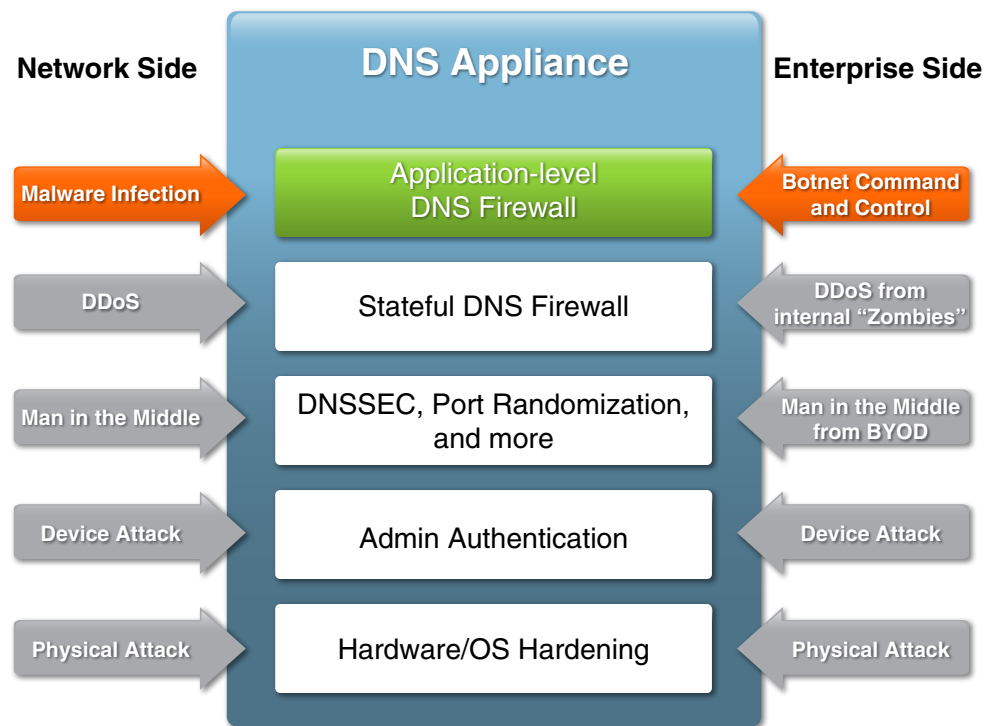 Network Side
DNS Appliance
Enterprise Side
Malware Infection
Application-level
DNS Firewall
Botnet Command
and Control
DDoS
Stateful DNS Firewall
DDoS from
internal “Zombies”
Man in the Middle
DNSSEC, Port Randomization,
and more
Man in the Middle
from BYOD
Device Attack
Admin Authentication
Device Attack
Physical Attack
Hardware/OS Hardening
Physical Attack